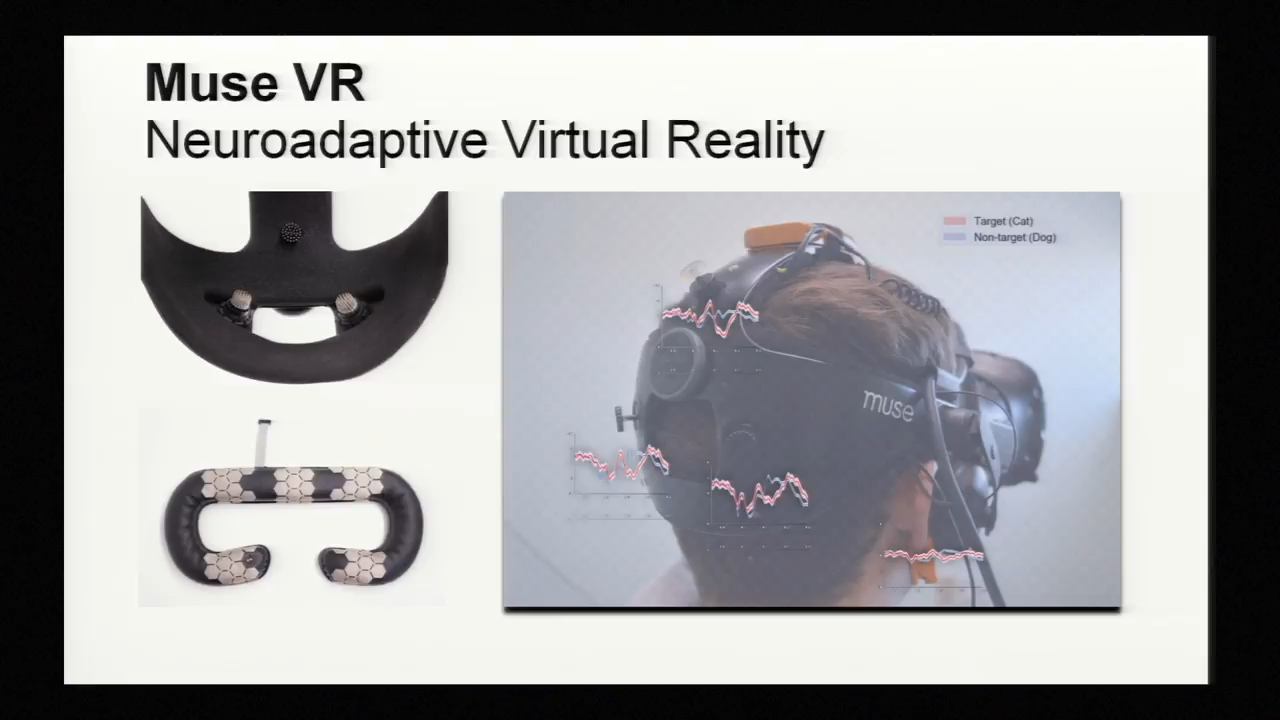 Muse VR
Neuroadaptive Virtual Reality
Target (Cat)
Non-target (Dog)
muse